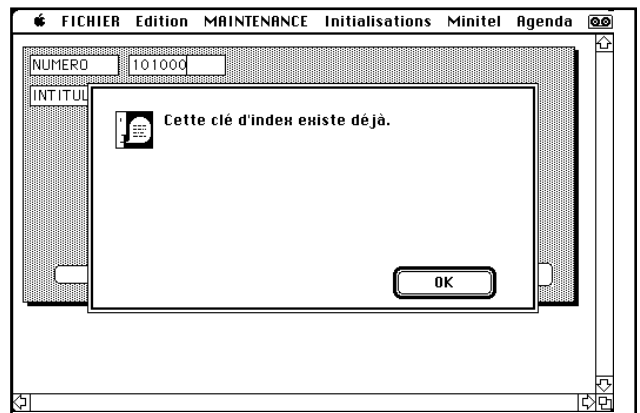 FICHIER Edition MAINTENANCE Initialisations Minitel Agenda
NUMERO 101000
INTITUL
Cette clé d'index existe déjà.
OK